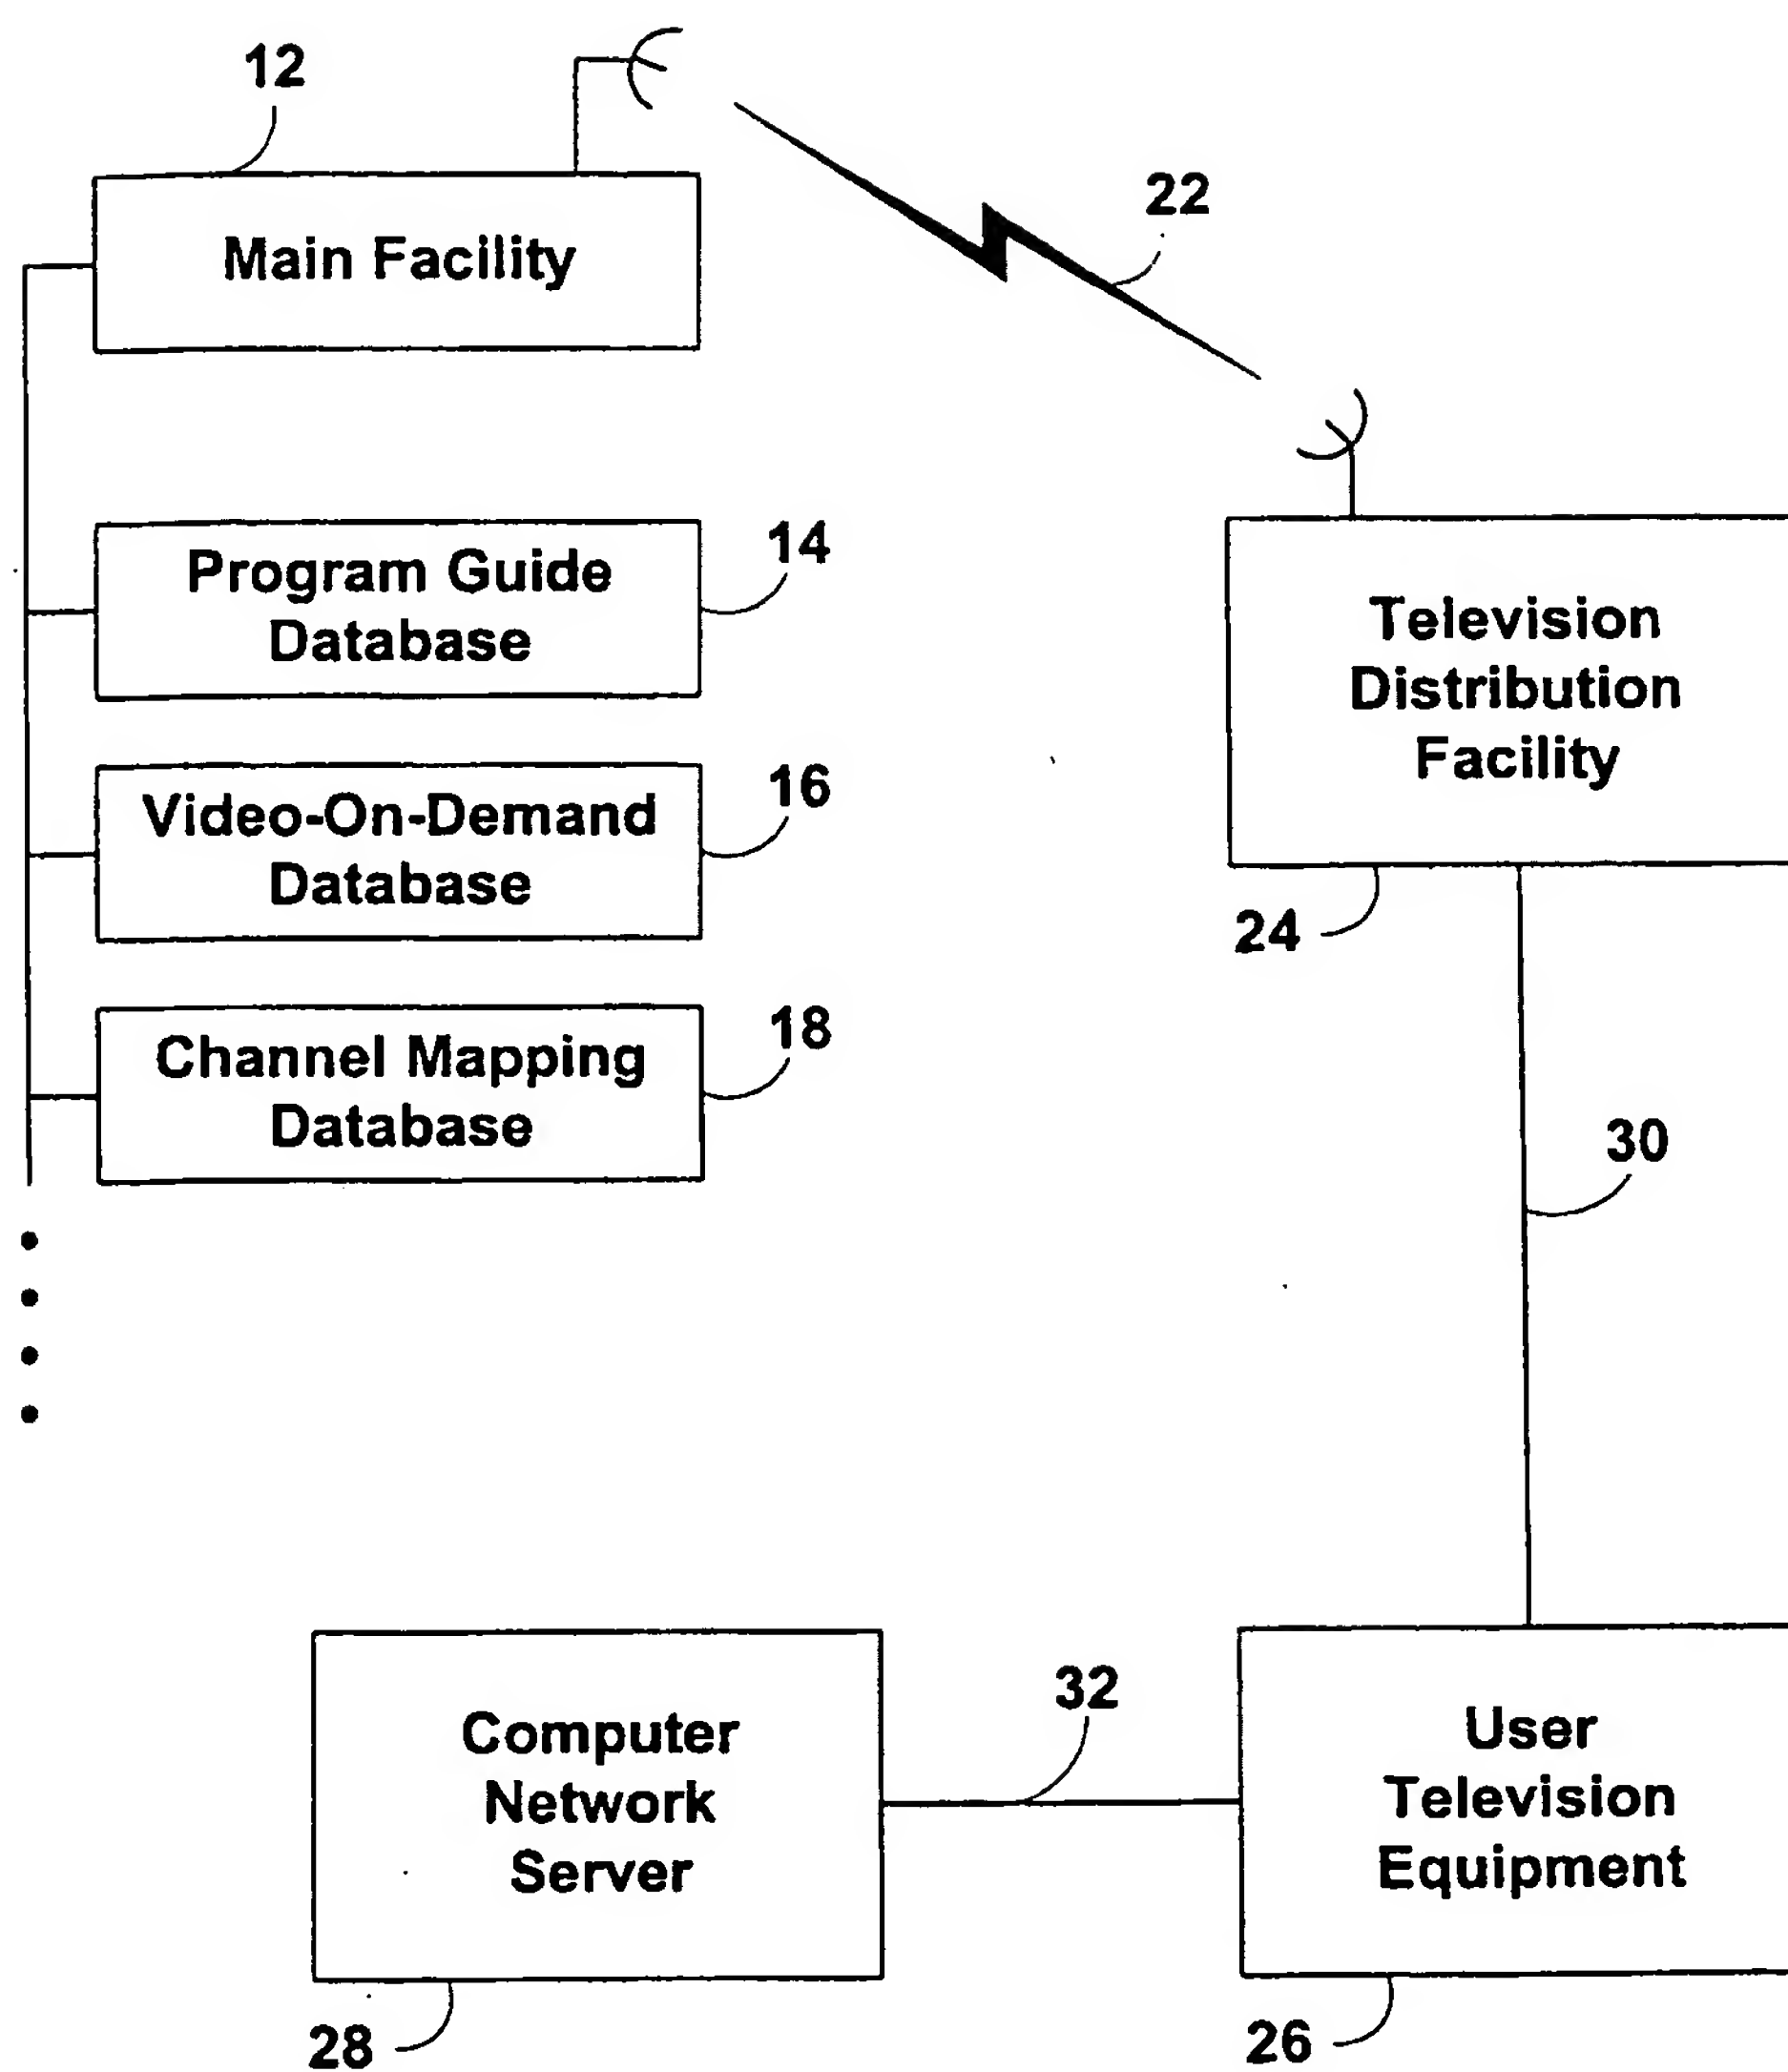 12
Main Facility
22
Program Guide
Database
14
Video-On-Demand
Database
16
Channel Mapping
Database
18
Television
Distribution
Facility
24
30
Computer
Network
Server
28
32
User
Television
Equipment
26